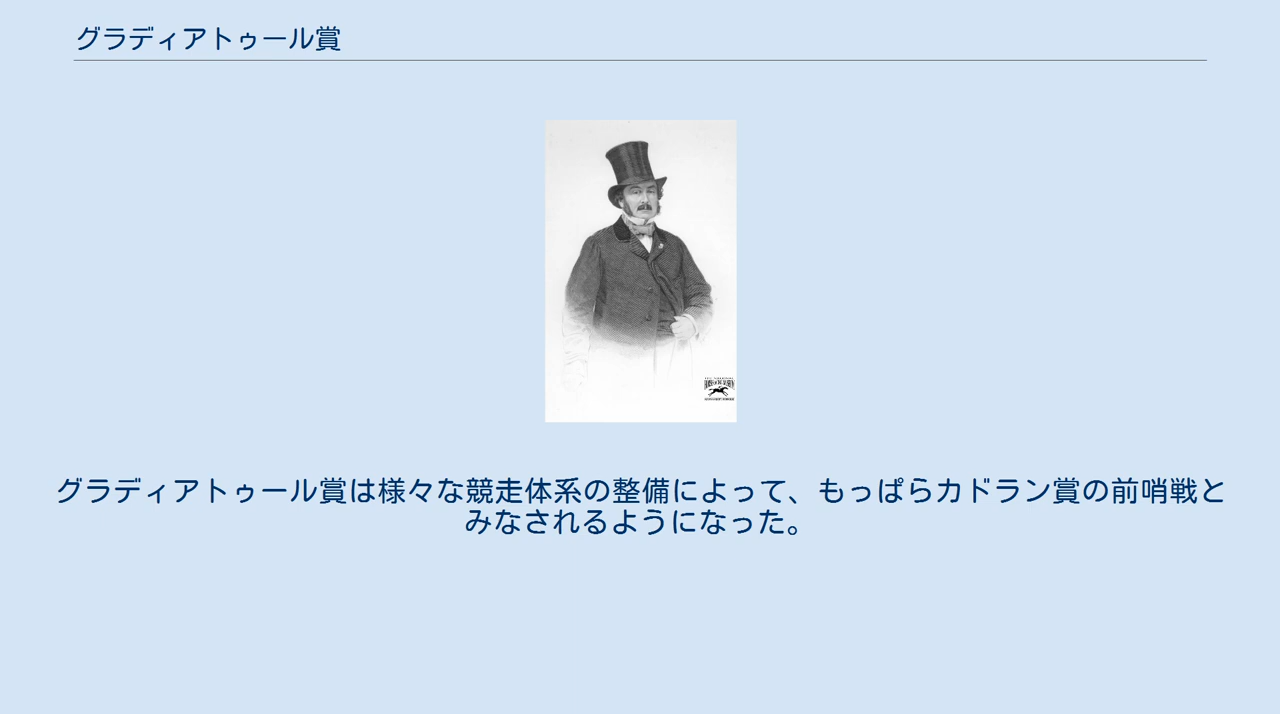 グラディアトゥール賞
グラディアトゥール賞は様々な競走体系の整備によって、もっぱらカドラン賞の前哨戦と
みなされるようになった。